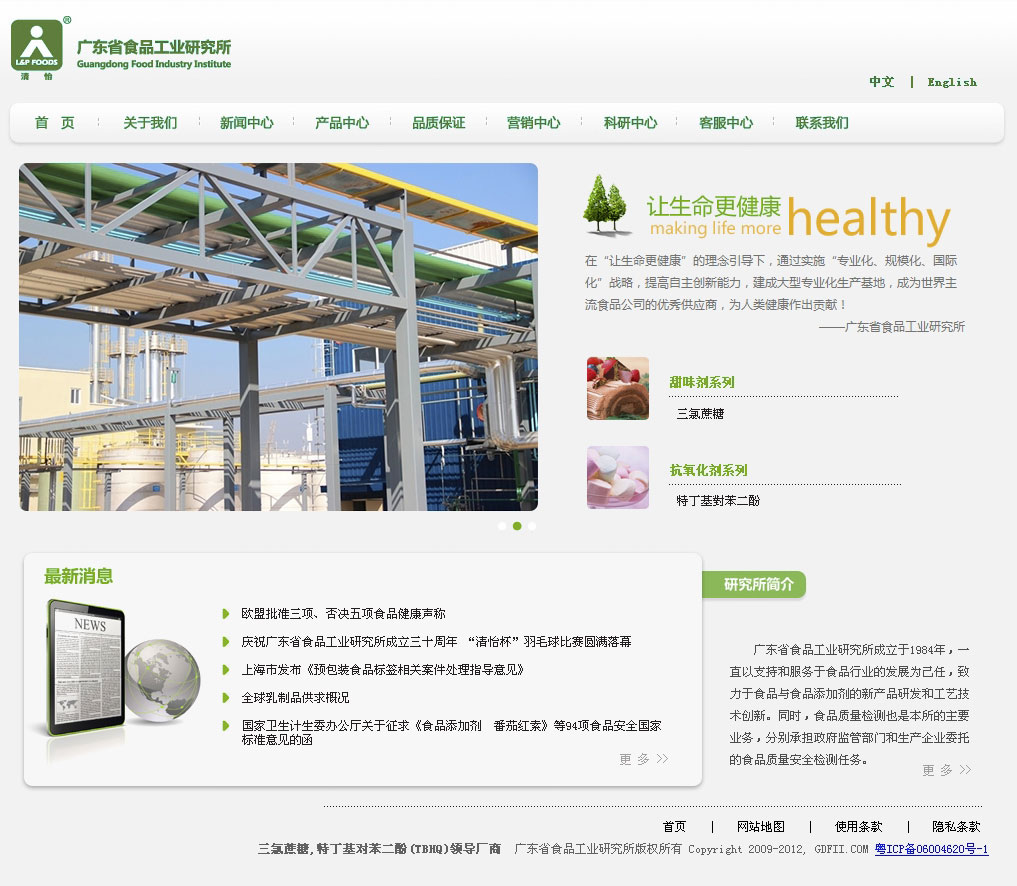 ®
L&P FOODS
清 怡
广东省食品工业研究所
Guangdong Food Industry Institute
中文 | English
首 页 关于我们 新闻中心 产品中心 品质保证 营销中心 科研中心 客服中心 联系我们
让生命更健康
making life more healthy
在“让生命更健康”的理念引导下，通过实施“专业化、规模化、国际
化”战略，提高自主创新能力，建成大型专业化生产基地，成为世界主
流食品公司的优秀供应商，为人类健康作出贡献！
——广东省食品工业研究所
甜味剂系列
三氯蔗糖
抗氧化剂系列
特丁基對苯二酚
最新消息
NEWS
欧盟批准三项、否决五项食品健康声称
庆祝广东省食品工业研究所成立三十周年 “清怡杯”羽毛球比赛圆满落幕
上海市发布《预包装食品标签相关案件处理指导意见》
全球乳制品供求概况
国家卫生计生委办公厅关于征求《食品添加剂 番茄红素》等94项食品安全国家
标准意见的函
更 多 >>
研究所简介
广东省食品工业研究所成立于1984年，一
直以支持和服务于食品行业的发展为己任，致
力于食品与食品添加剂的新产品研发和工艺技
术创新。同时，食品质量检测也是本所的主要
业务，分别承担政府监管部门和生产企业委托
的食品质量安全检测任务。
更 多 >>
首页 | 网站地图 | 使用条款 | 隐私条款
三氯蔗糖,特丁基对苯二酚(TBHQ)领导厂商 广东省食品工业研究所版权所有 Copyright 2009-2012, GDFII.COM 粤ICP备06004620号-1